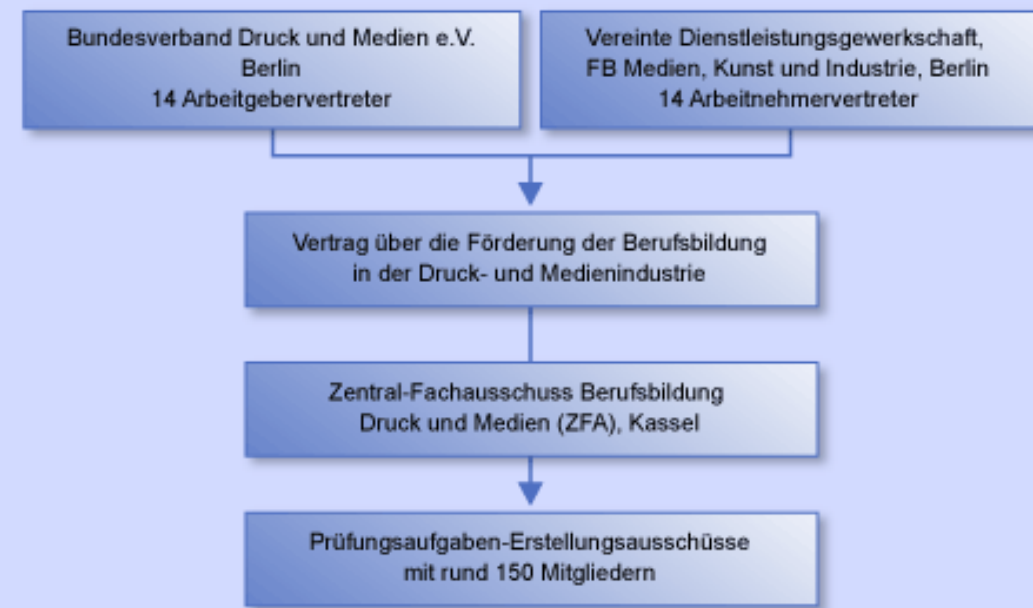 Bundesverband Druck und Medien e.V.
Berlin
14 Arbeitgebervertreter
Vereinte Dienstleistungsgewerkschaft,
FB Medien, Kunst und Industrie, Berlin
14 Arbeitnehmervertreter
Vertrag über die Förderung der Berufsbildung
in der Druck- und Medienindustrie
Zentral-Fachausschuss Berufsbildung
Druck und Medien (ZFA), Kassel
Prüfungsaufgaben-Erstellungsausschüsse
mit rund 150 Mitgliedern